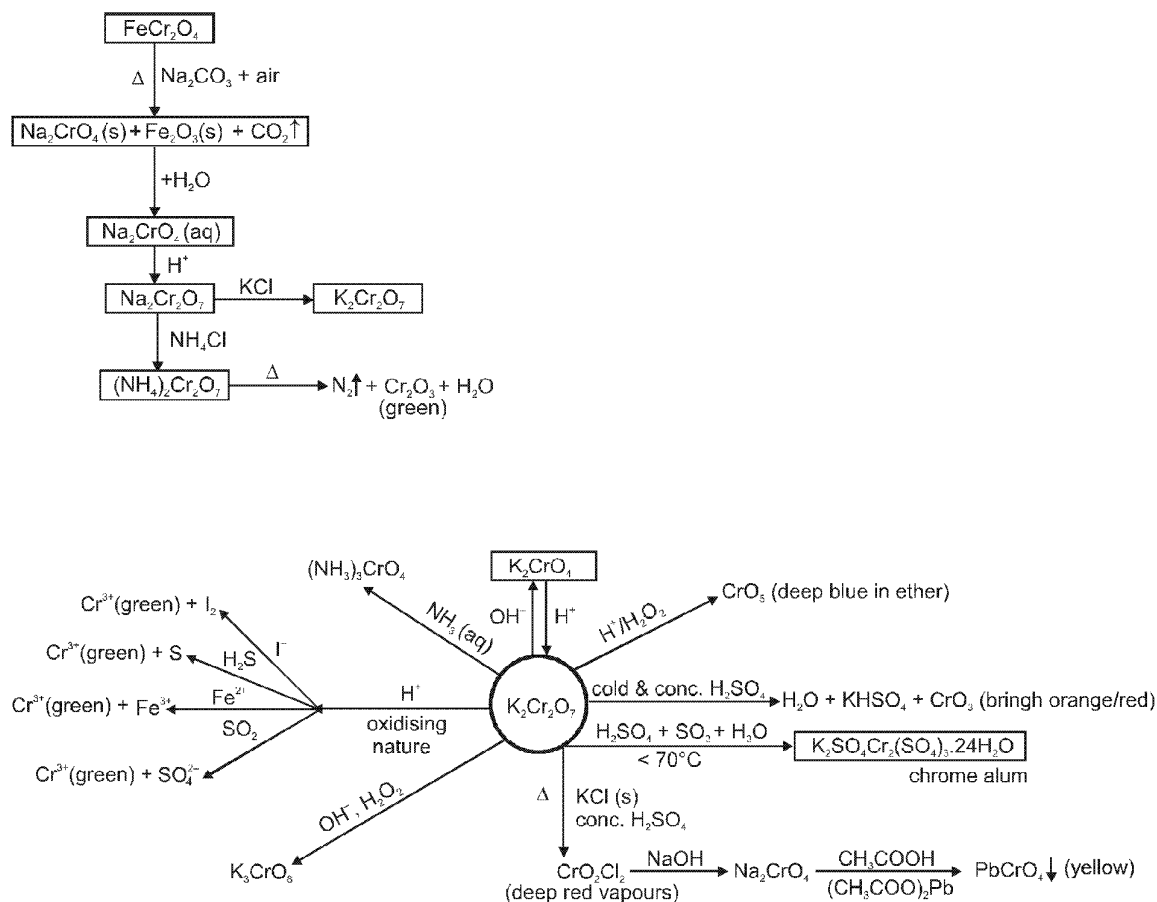 FeCr₂O₄
Δ Na₂CO₃ + air
Na₂CrO₄ (s) + Fe₂O₃(s) + CO₂↑
+H₂O
Na₂CrO₄ (aq)
H⁺
Na₂Cr₂O₇ KCl K₂Cr₂O₇
NH₄Cl
(NH₄)₂Cr₂O₇ Δ N₂↑ + Cr₂O₃ + H₂O
(green)
(NH₃)₃CrO₄
K₂CrO₄
CrO₅ (deep blue in ether)
Cr³⁺(green) + I₂
NH₃ (aq)
OH⁻ H⁺
H⁺/H₂O₂
I⁻
Cr³⁺(green) + S
H₂S
Cr³⁺(green) + Fe³⁺
Fe²⁺
H⁺
oxidising
nature
K₂Cr₂O₇
cold & conc. H₂SO₄
H₂O + KHSO₄ + CrO₃ (bringh orange/red)
SO₂
H₂SO₄ + SO₂ + H₂O
< 70°C
K₂SO₄Cr₂(SO₄)₃.24H₂O
chrome alum
Cr³⁺(green) + SO₄²⁻
OH⁻, H₂O₂
Δ KCl (s)
conc. H₂SO₄
K₃CrO₈
CrO₂Cl₂ NaOH Na₂CrO₄ CH₃COOH PbCrO₄↓ (yellow)
(deep red vapours) (CH₃COO)₂Pb